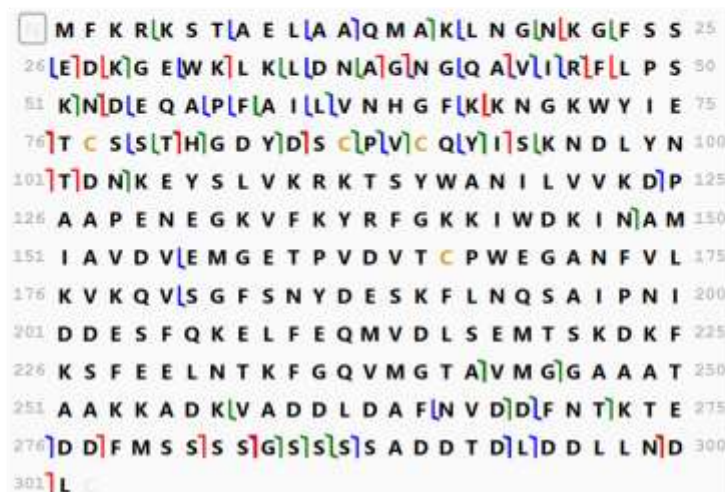 N M F K R K S T A E L A A Q M A K L N G N K G F S S 25
26 E D K G E W K L K L D N A G N G Q A V I R F L P S 50
51 K N D E Q A P F A I L V N H G F K K N G K W Y I E 75
76 T C S S T H G D Y D S C P V C Q Y I S K N D L Y N 100
101 T D N K E Y S L V K R K T S Y W A N I L V V K D P 125
126 A A P E N E G K V F K Y R F G K K I W D K I N A M 150
151 I A V D V E M G E T P V D V T C P W E G A N F V L 175
176 K V K Q V S G F S N Y D E S K F L N Q S A I P N I 200
201 D D E S F Q K E L F E Q M V D L S E M T S K D K F 225
226 K S F E E L N T K F G Q V M G T A V M G G A A A T 250
251 A A K K A D K V A D D L D A F N V D D F N T K T E 275
276 D D F M S S S S G S S S S A D D T D L D D L L N D 300
301 L C